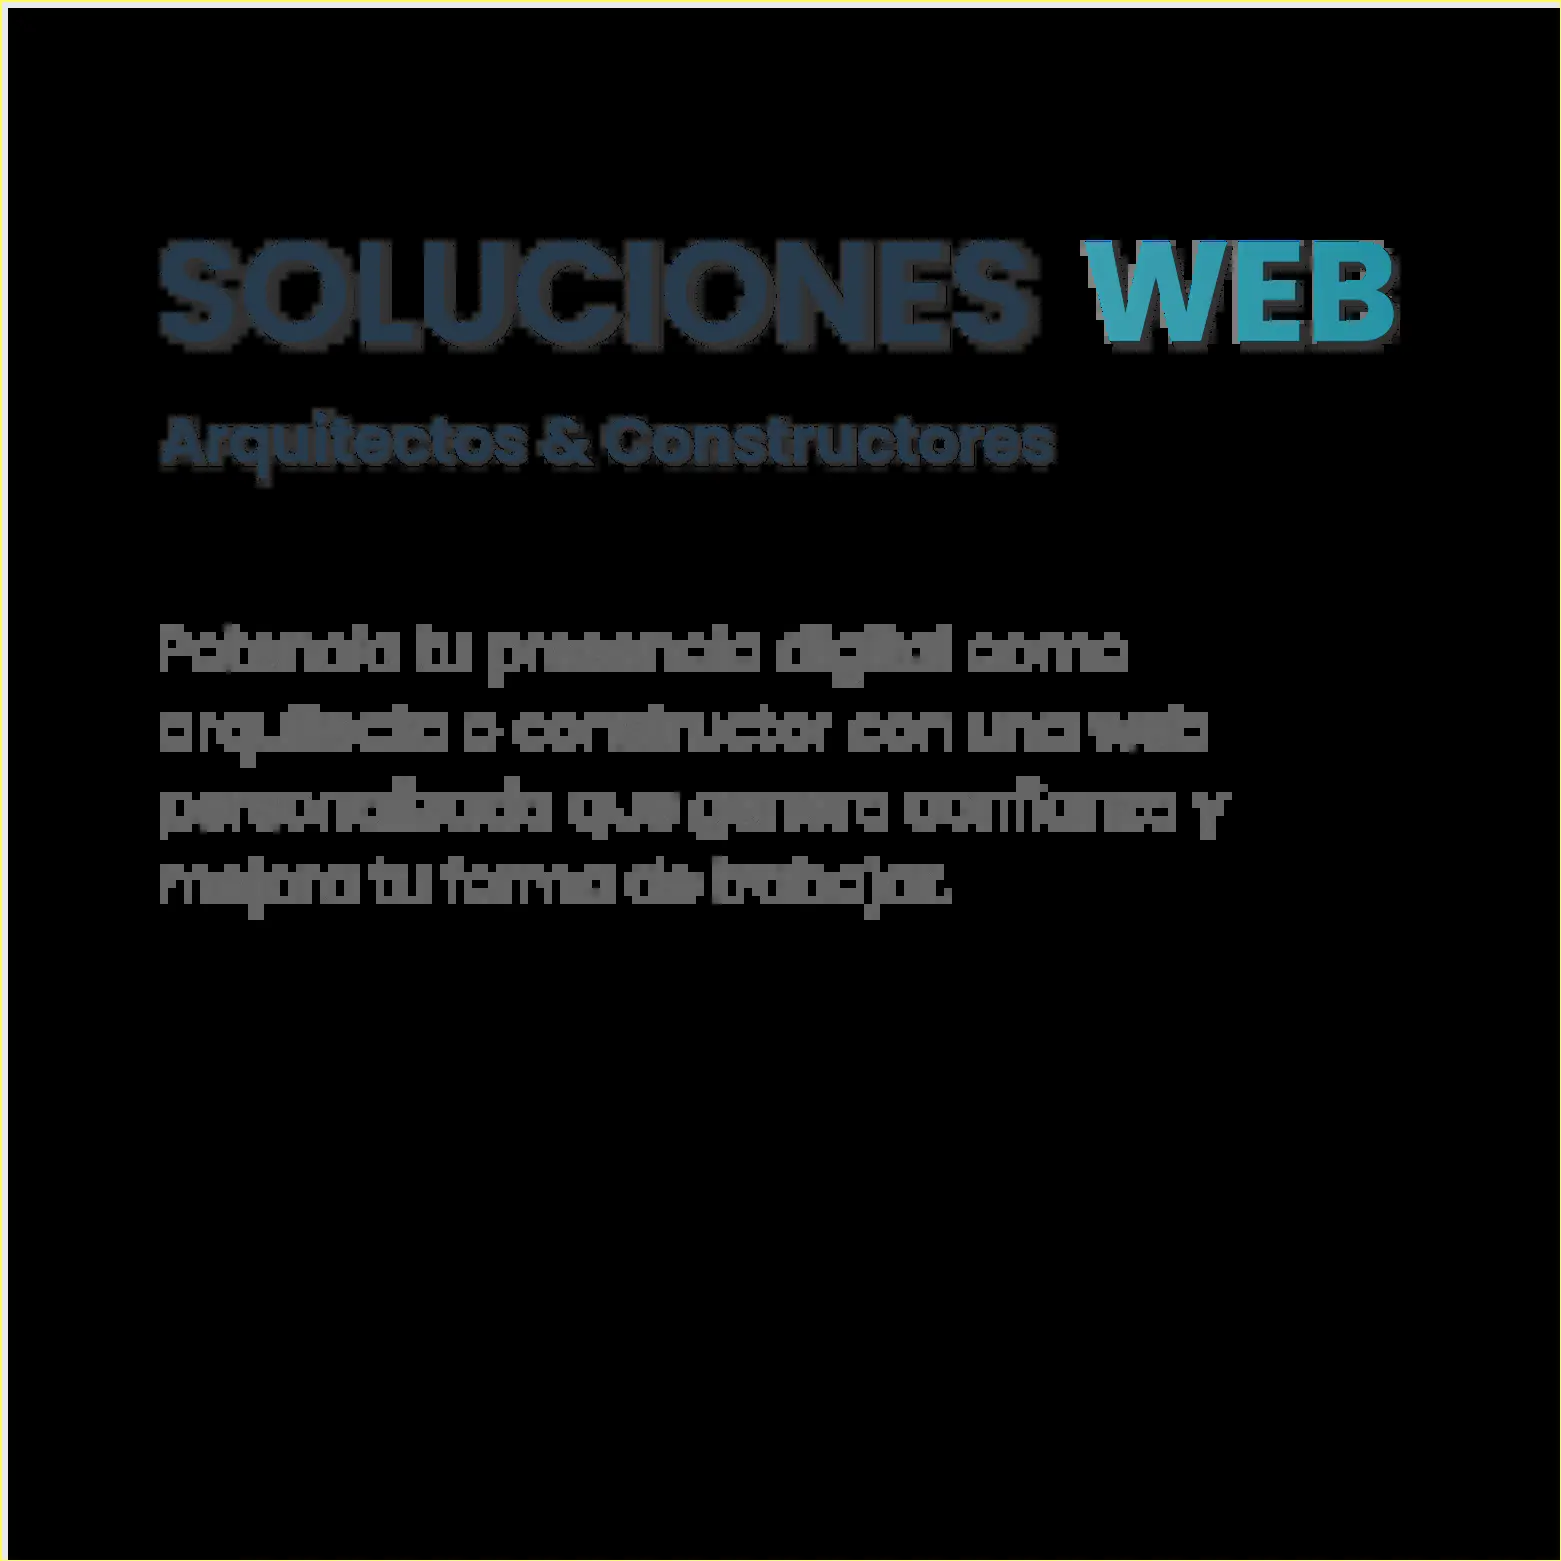 SOLUCIONES WEB
Arquitectos & Constructores
Potencia tu presencia digital como
arquitecto o constructor con una web
personalizada que genera confianza y
mejora tu forma de trabajar.